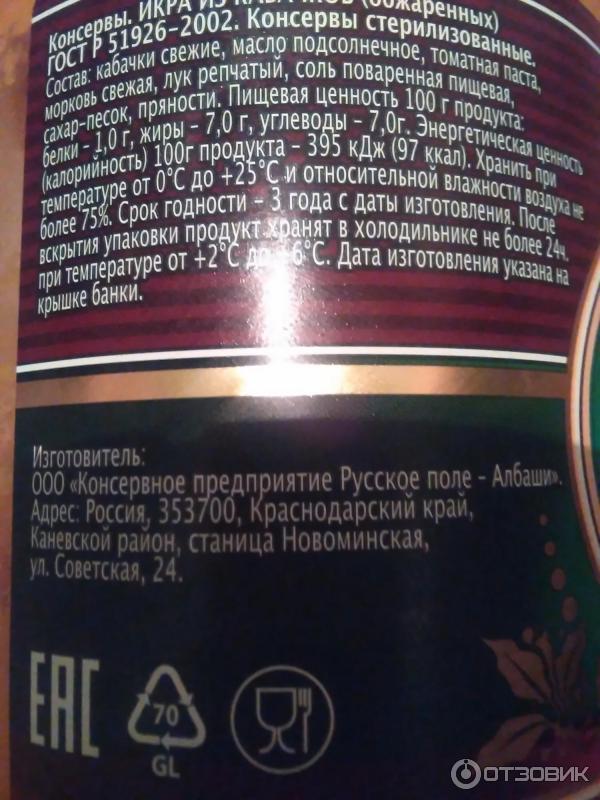 Консервы. ИКРА ИЗ КАБАЧКОВ (обжаренных)
ГОСТ Р 51926-2002. Консервы стерилизованные.
Состав: кабачки свежие, масло подсолнечное, томатная паста,
морковь свежая, лук репчатый, соль поваренная пищевая,
сахар-песок, пряности. Пищевая ценность 100 г продукта:
белки - 1,0 г, жиры - 7,0 г, углеводы - 7,0г. Энергетическая ценность
(калорийность) 100г продукта - 395 кДж (97 ккал). Хранить при
температуре от 0°С до +25°С и относительной влажности воздуха не
более 75%. Срок годности - 3 года с даты изготовления. После
вскрытия упаковки продукт хранят в холодильнике не более 24ч.
при температуре от +2°С до +6°С. Дата изготовления указана на
крышке банки.
Изготовитель:
ООО «Консервное предприятие Русское поле - Албаши».
Адрес: Россия, 353700, Краснодарский край,
Каневской район, станица Новоминская,
ул. Советская, 24.
ЕАС
70
GL
ОТЗОВИК